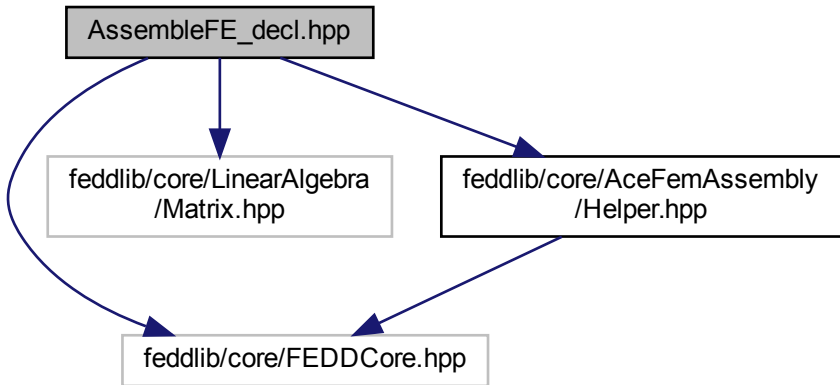 AssembleFE_decl.hpp
feddlib/core/LinearAlgebra
/Matrix.hpp
feddlib/core/AceFemAssembly
/Helper.hpp
feddlib/core/FEDDCore.hpp